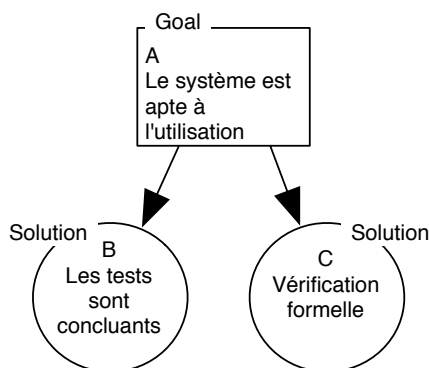 Goal
A
Le système est
apte à
l'utilisation
Solution
B
Les tests
sont
concluants
Solution
C
Vérification
formelle